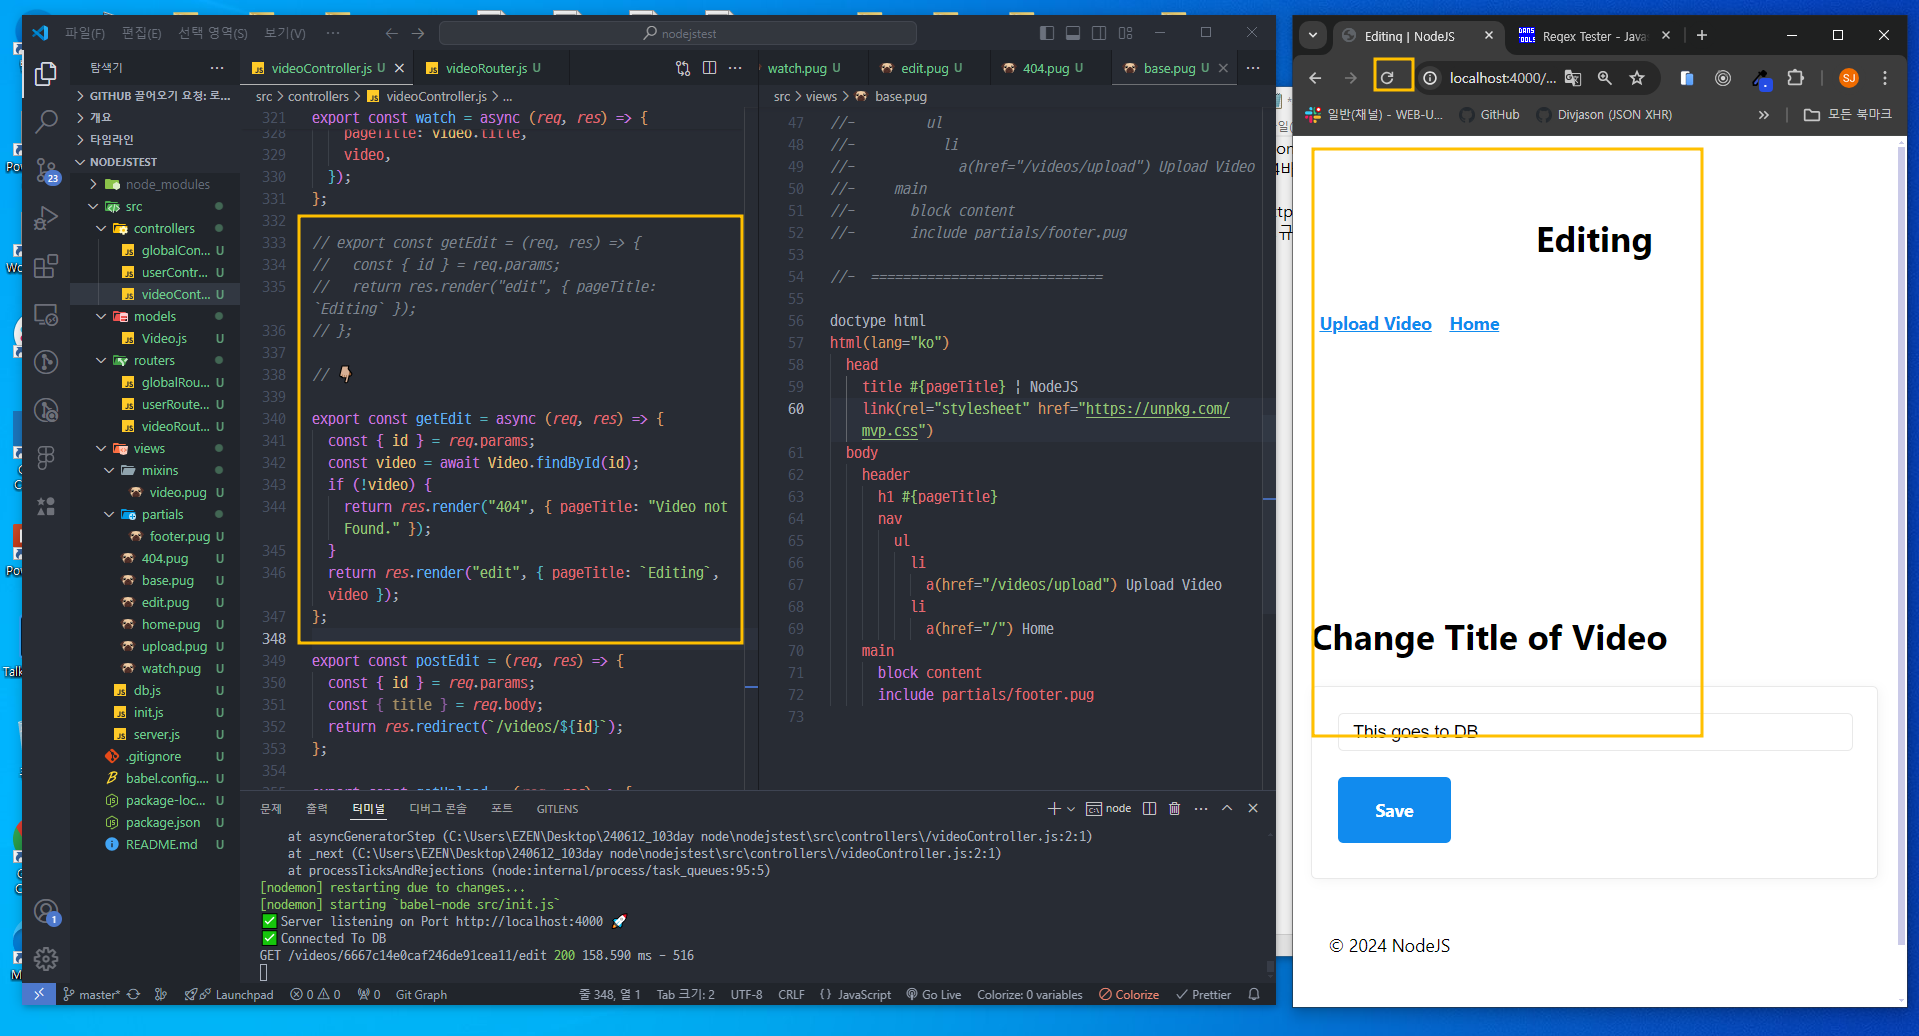 파일(F) 편집(E) 선택 영역(S) 보기(V) ··· nodejstest
탐색기 ···
GITHUB 끌어오기 요청: 로...
개요
타임라인
NODEJSTEST
node_modules
src
controllers
globalCon... U
userContr... U
videoCont... U
models
Video.js U
routers
globalRou... U
userRoute... U
videoRout... U
views
mixins
video.pug U
partials
footer.pug U
404.pug U
base.pug U
edit.pug U
home.pug U
upload.pug U
watch.pug U
db.js U
init.js U
server.js U
.gitignore U
babel.config.... U
package-loc... U
package.json U
README.md U
23
1
videoController.js U videoRouter.js U
src > controllers > videoController.js > ...
321 export const watch = async (req, res) => {
328 pageTitle: video.title,
329 video,
330 });
331 };
332
333 // export const getEdit = (req, res) => {
334 //   const { id } = req.params;
335 //   return res.render("edit", { pageTitle:
`Editing` });
336 // };
337
338 // 👇🏽
339
340 export const getEdit = async (req, res) => {
341 const { id } = req.params;
342 const video = await Video.findById(id);
343 if (!video) {
344 return res.render("404", { pageTitle: "Video not
Found." });
345 }
346 return res.render("edit", { pageTitle: `Editing`,
video });
347 };
348
349 export const postEdit = (req, res) => {
350 const { id } = req.params;
351 const { title } = req.body;
352 return res.redirect(`/videos/${id}`);
353 };
354
watch.pug U edit.pug U 404.pug U base.pug U
src > views > base.pug
47 //- ul
48 //- li
49 //- a(href="/videos/upload") Upload Video
50 //- main
51 //- block content
52 //- include partials/footer.pug
53
54 //- =============================
55
56 doctype html
57 html(lang="ko")
58 head
59 title #{pageTitle} ¦ NodeJS
60 link(rel="stylesheet" href="https://unpkg.com/
mvp.css")
61 body
62 header
63 h1 #{pageTitle}
64 nav
65 ul
66 li
67 a(href="/videos/upload") Upload Video
68 li
69 a(href="/") Home
70 main
71 block content
72 include partials/footer.pug
73
문제 출력 터미널 디버그 콘솔 포트 GITLENS node
at asyncGeneratorStep (C:\Users\EZEN\Desktop\240612_103day node\nodejstest\src\controllers\/videoController.js:2:1)
at _next (C:\Users\EZEN\Desktop\240612_103day node\nodejstest\src\controllers\/videoController.js:2:1)
at processTicksAndRejections (node:internal/process/task_queues:95:5)
[nodemon] restarting due to changes...
[nodemon] starting `babel-node src/init.js`
✅ Server listening on Port http://localhost:4000 🚀
✅ Connected To DB
GET /videos/6667c14e0caf246de91cea11/edit 200 158.590 ms - 516
master* Launchpad 0 0 0 Git Graph 줄 348, 열 1 Tab 크기: 2 UTF-8 CRLF {} JavaScript Go Live Colorize: 0 variables Colorize Prettier
Editing | NodeJS Regex Tester - Java
localhost:4000/... SJ
일반(채널) - WEB-U... GitHub Divjason (JSON XHR) » 모든 북마크
Editing
Upload Video Home
Change Title of Video
This goes to DB
Save
© 2024 NodeJS